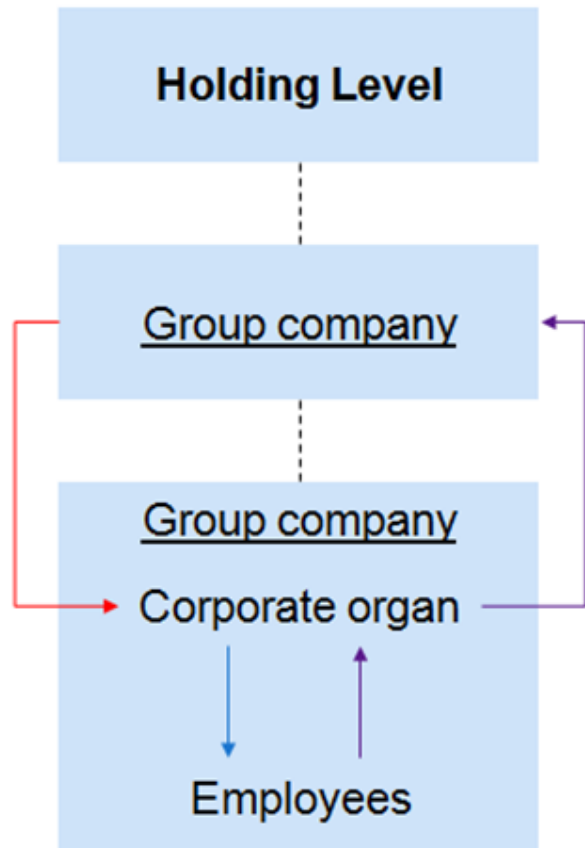 Holding Level
Group company
Group company
Corporate organ
Employees